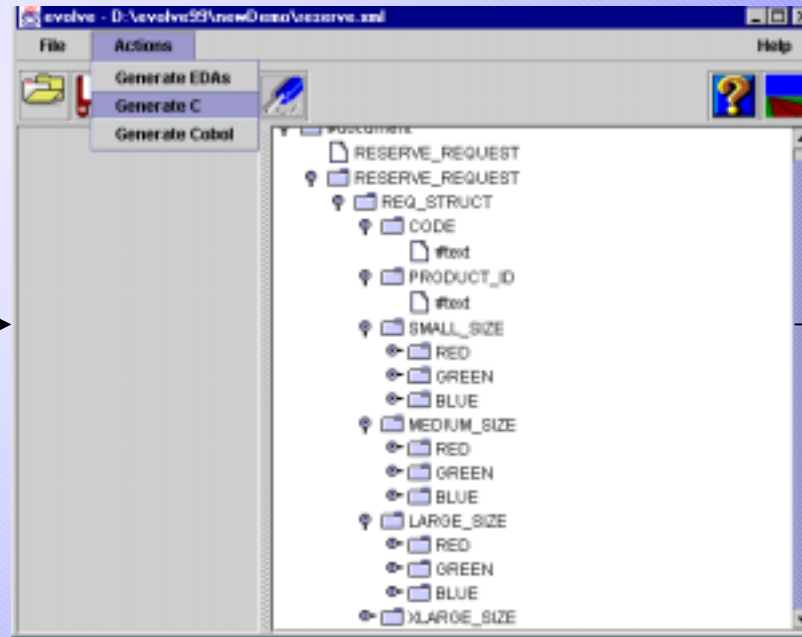 evolve - D:\evolve99\newDemo\reserve.xml
File Actions Help
Generate EDAs
Generate C
Generate Cobol
#document
RESERVE_REQUEST
RESERVE_REQUEST
REQ_STRUCT
CODE
#text
PRODUCT_ID
#text
SMALL_SIZE
RED
GREEN
BLUE
MEDIUM_SIZE
RED
GREEN
BLUE
LARGE_SIZE
RED
GREEN
BLUE
XLARGE_SIZE